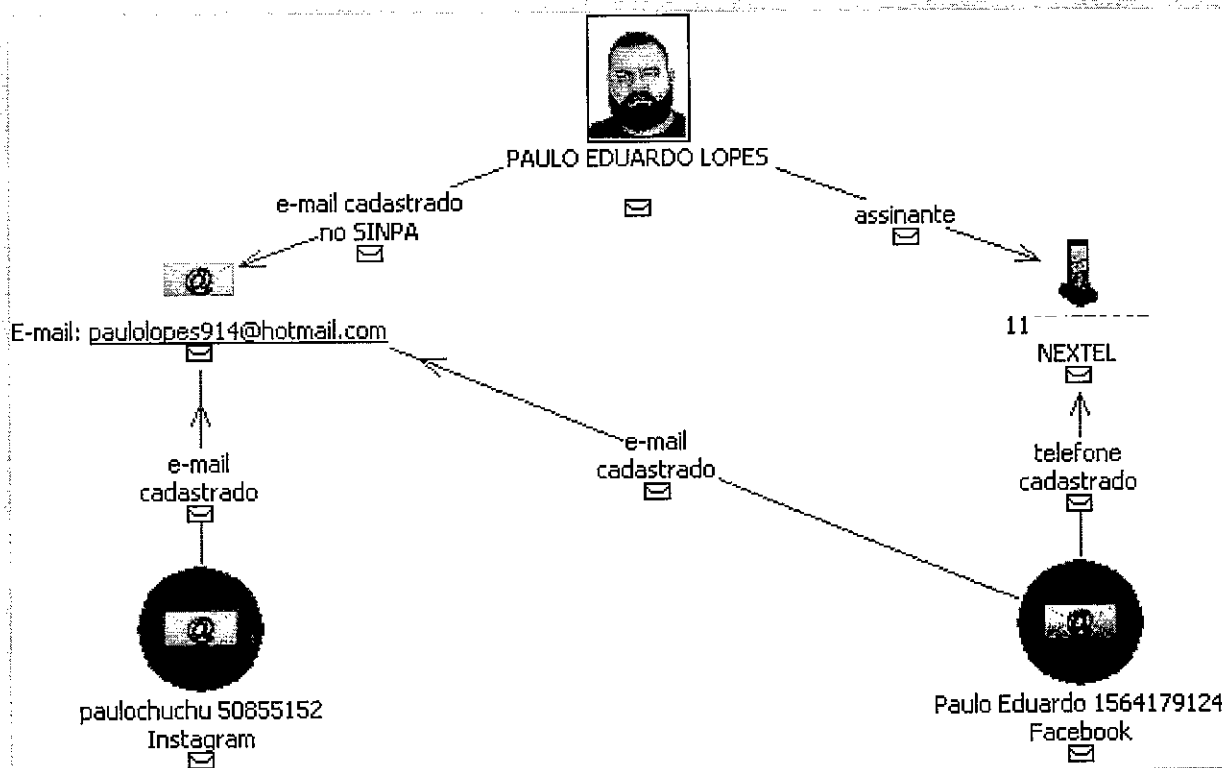 PAULO EDUARDO LOPES
e-mail cadastrado
no SINPA
assinante
E-mail: paulolopes914@hotmail.com
11
NEXTEL
e-mail
cadastrado
e-mail
cadastrado
telefone
cadastrado
paulochuchu 50855152
Instagram
Paulo Eduardo 1564179124
Facebook